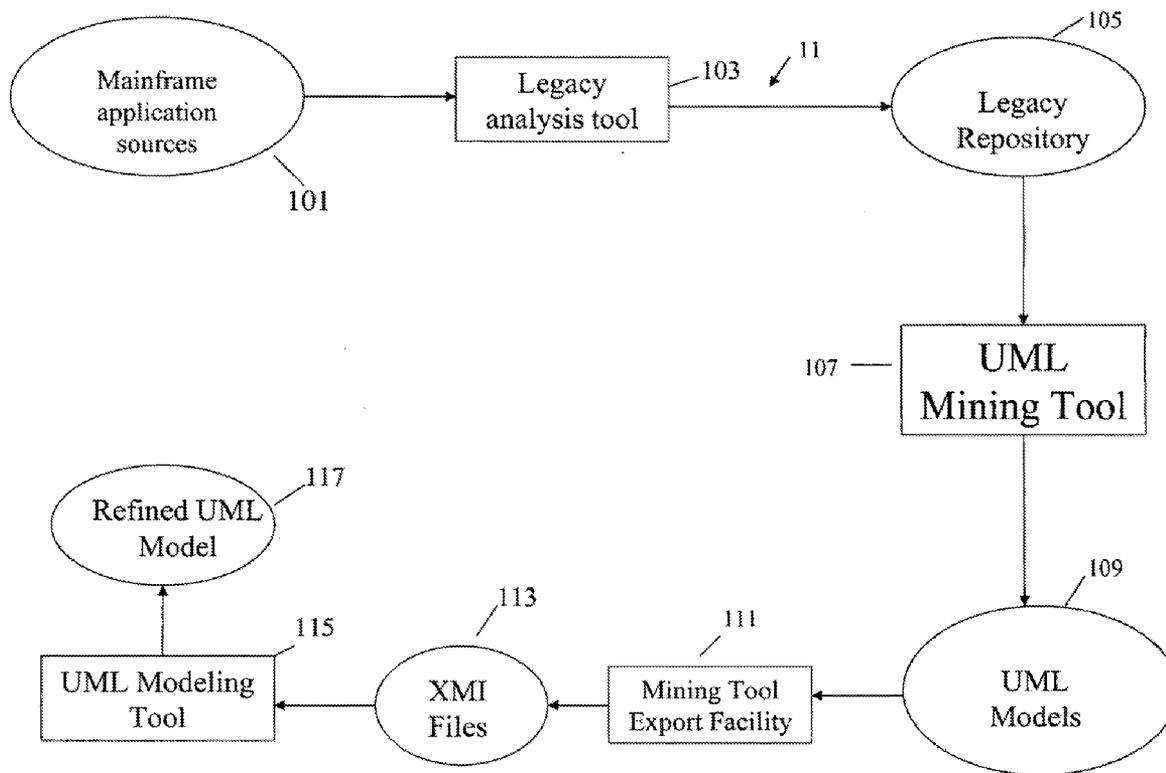 105
11
103
Mainframe
application
sources
Legacy
analysis tool
Legacy
Repository
101
UML
Mining Tool
107
117
Refined UML
Model
109
113
111
115
UML Modeling
Tool
XMI
Files
Mining Tool
Export Facility
UML
Models